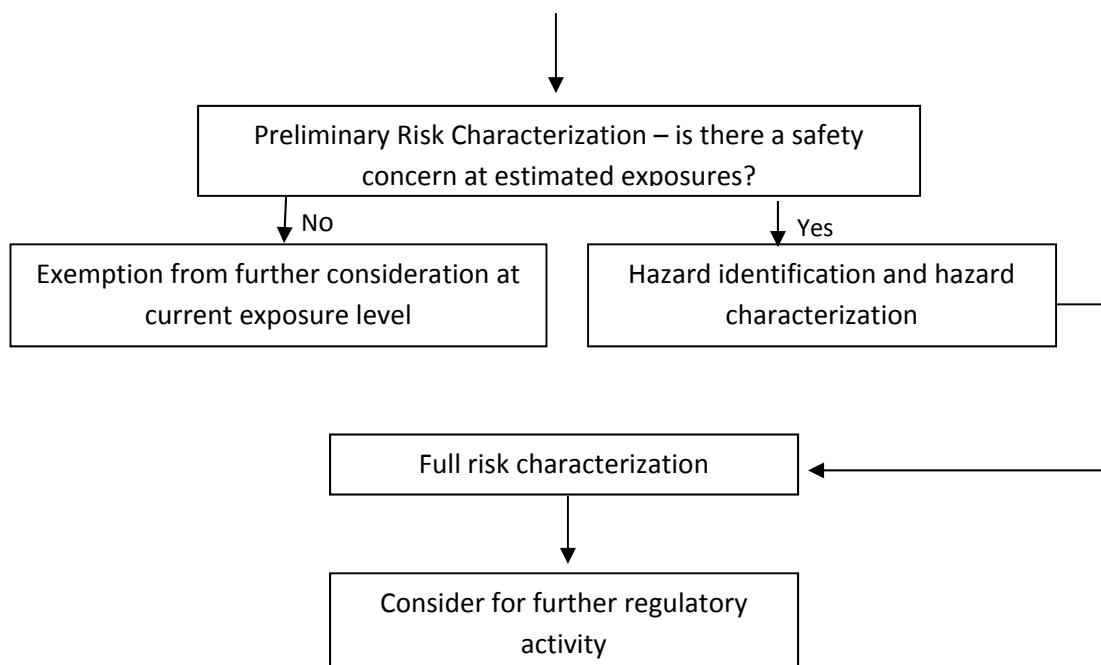 Preliminary Risk Characterization – is there a safety
concern at estimated exposures?
No
Yes
Exemption from further consideration at
current exposure level
Hazard identification and hazard
characterization
Full risk characterization
Consider for further regulatory
activity